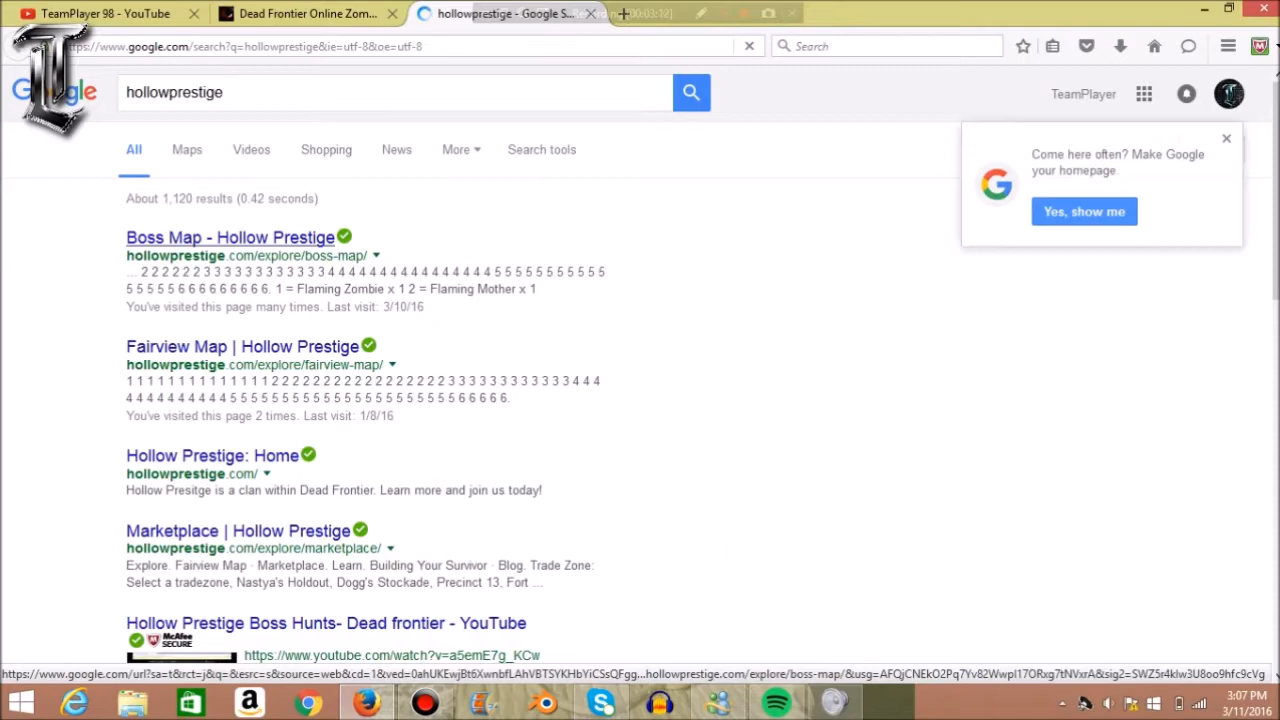 TeamPlayer 98 - YouTube
Dead Frontier Online Zom...
hollowprestige - Google S...
[00:03:12]
https://www.google.com/search?q=hollowprestige&ie=utf-8&oe=utf-8
Search
L
Google
hollowprestige
TeamPlayer
All
Maps
Videos
Shopping
News
More
Search tools
Come here often? Make Google
your homepage.
Yes, show me
About 1,120 results (0.42 seconds)
Boss Map - Hollow Prestige
hollowprestige.com/explore/boss-map/
... 2 2 2 2 2 2 3 3 3 3 3 3 3 3 3 3 3 3 4 4 4 4 4 4 4 4 4 4 4 4 4 4 4 4 5 5 5 5 5 5 5 5 5 5 5
5 5 5 5 5 6 6 6 6 6 6 6 6 6. 1 = Flaming Zombie x 1 2 = Flaming Mother x 1
You've visited this page many times. Last visit: 3/10/16
Fairview Map | Hollow Prestige
hollowprestige.com/explore/fairview-map/
1 1 1 1 1 1 1 1 1 1 1 1 1 1 2 2 2 2 2 2 2 2 2 2 2 2 2 2 2 2 2 3 3 3 3 3 3 3 3 3 3 3 3 4 4 4
4 4 4 4 4 4 4 4 4 4 5 5 5 5 5 5 5 5 5 5 5 5 5 5 5 5 5 5 5 5 5 5 6 6 6 6 6.
You've visited this page 2 times. Last visit: 1/8/16
Hollow Prestige: Home
hollowprestige.com/
Hollow Presitge is a clan within Dead Frontier. Learn more and join us today!
Marketplace | Hollow Prestige
hollowprestige.com/explore/marketplace/
Explore. Fairview Map · Marketplace. Learn. Building Your Survivor · Blog. Trade Zone:
Select a tradezone, Nastya's Holdout, Dogg's Stockade, Precinct 13, Fort ...
Hollow Prestige Boss Hunts- Dead frontier - YouTube
McAfee
SECURE
https://www.youtube.com/watch?v=a5emE7g_KCw
3:07 PM
3/11/2016